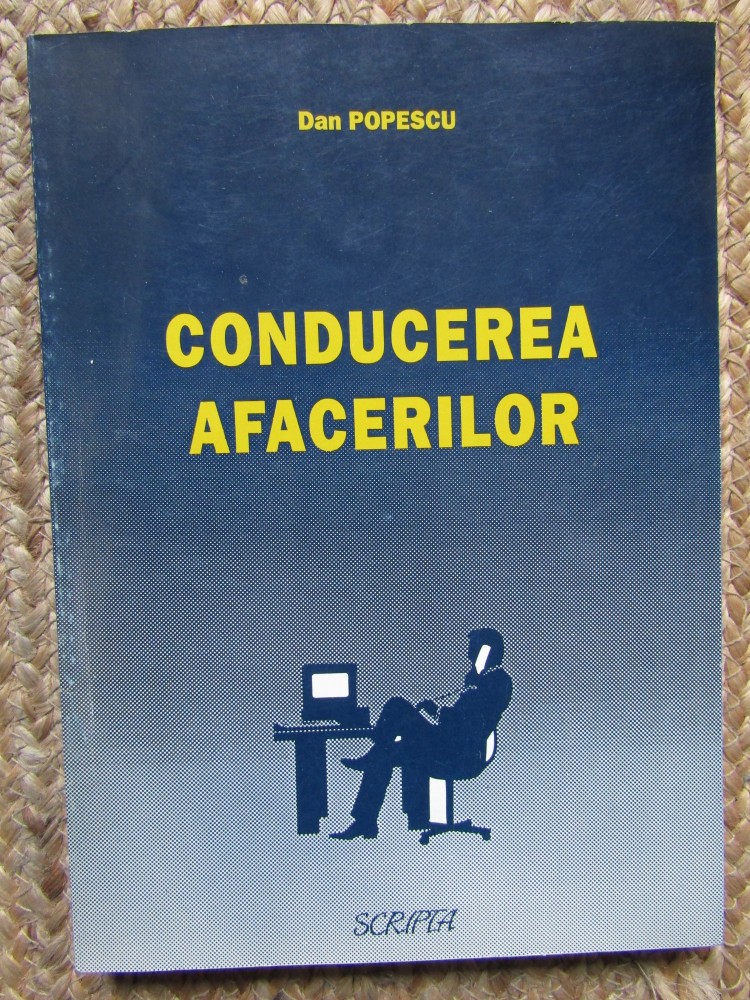 Dan POPESCU
CONDUCEREA
AFACERILOR
SCRIPTA